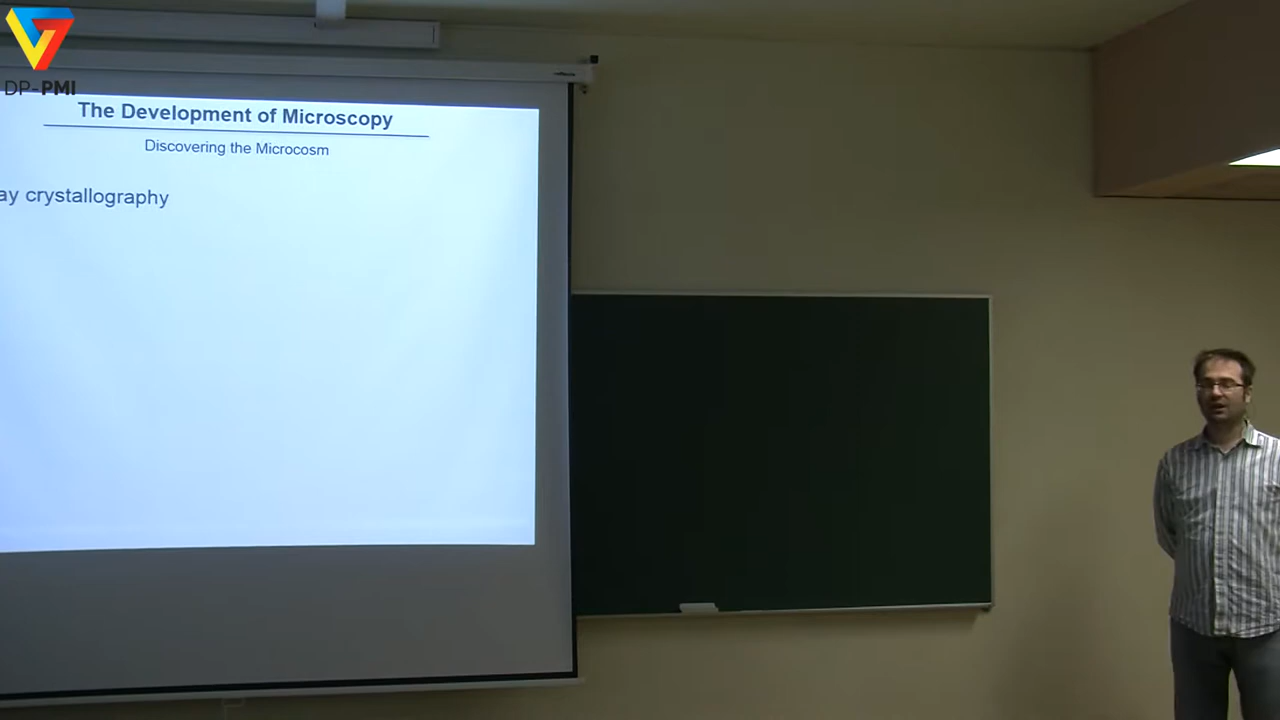 DP-PMI
The Development of Microscopy
Discovering the Microcosm
ay crystallography